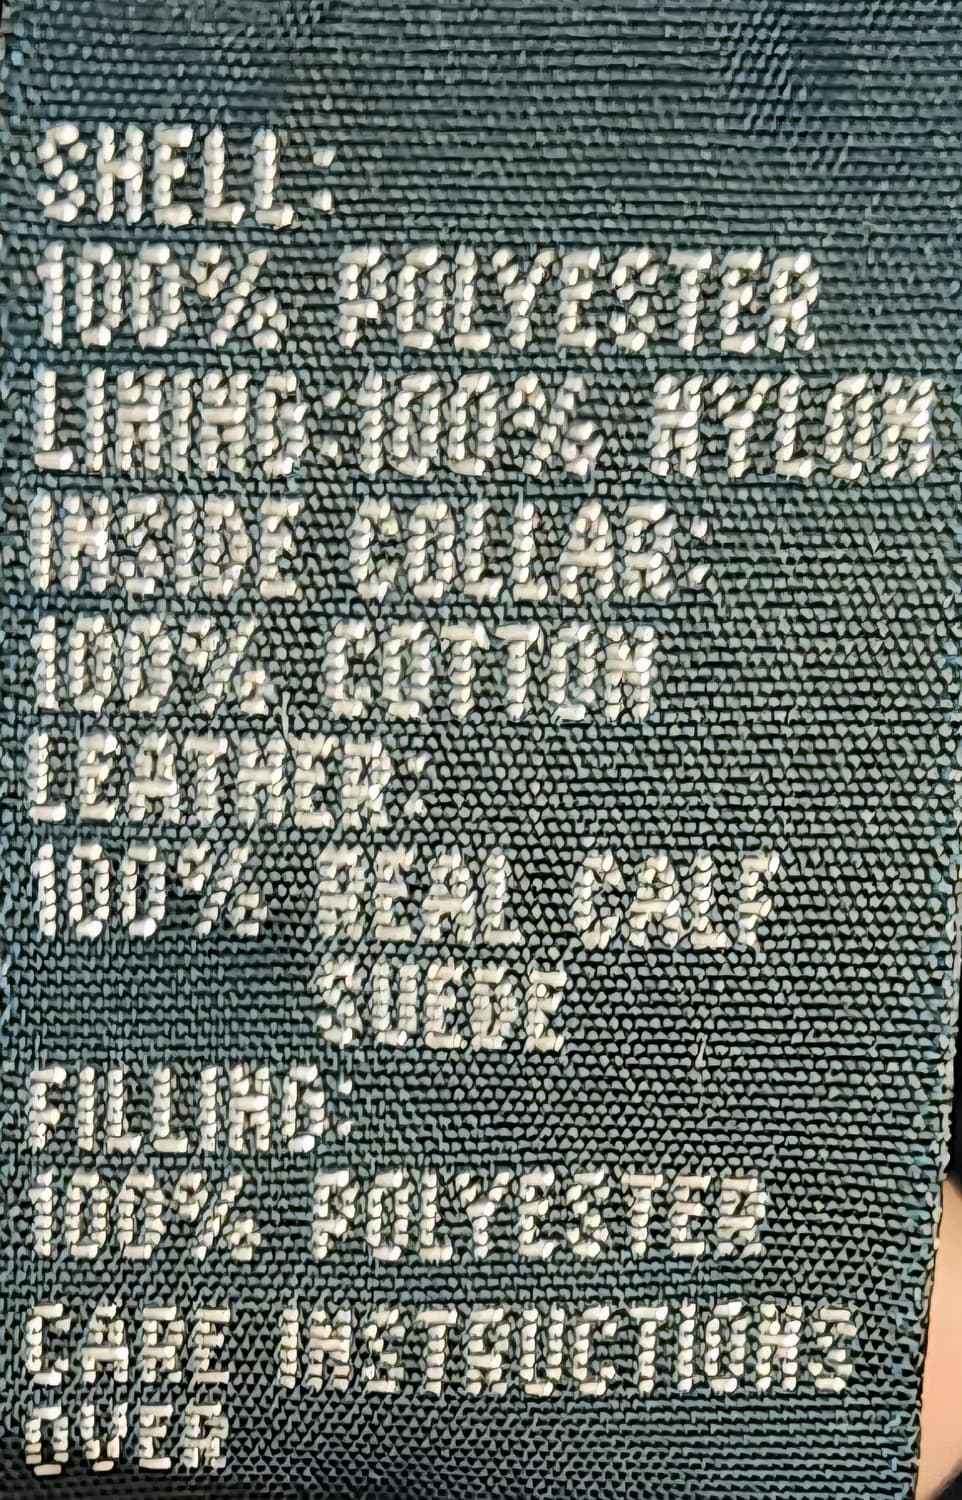 SHELL:
100% POLYESTER
LINING:100% NYLON
INSIDE COLLAR:
100% COTTON
LEATHER:
100% REAL CALF
SUEDE
FILLING:
100% POLYESTER
CARE INSTRUCTIONS
OVER